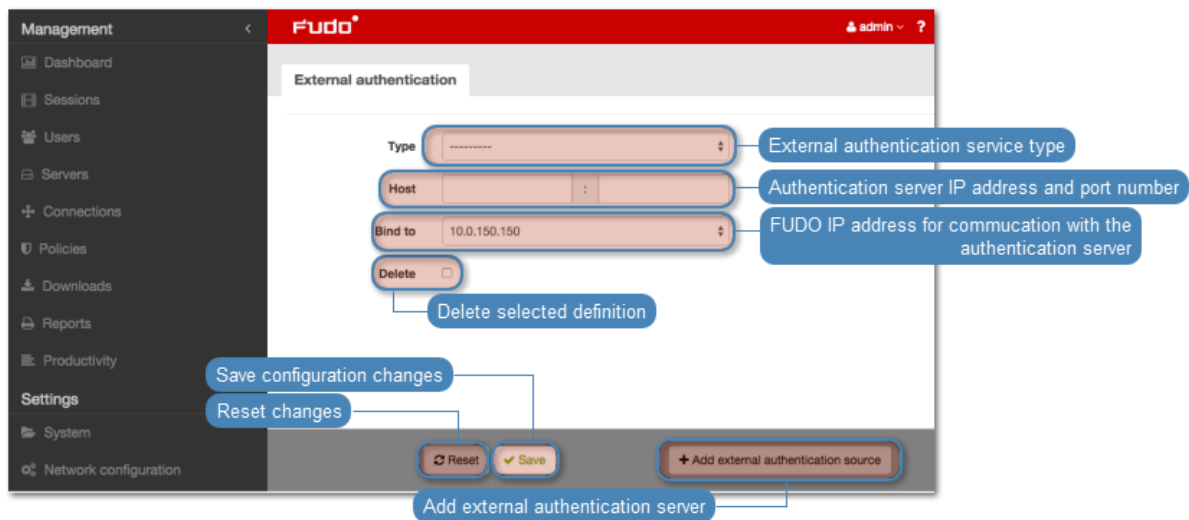 Management
Dashboard
Sessions
Users
Servers
Connections
Policies
Downloads
Reports
Productivity
Settings
System
Network configuration
FUDO
admin ?
External authentication
Type ---------
External authentication service type
Host :
Authentication server IP address and port number
Bind to 10.0.150.150
FUDO IP address for commucation with the
authentication server
Delete
Delete selected definition
Save configuration changes
Reset changes
Reset
Save
+ Add external authentication source
Add external authentication server